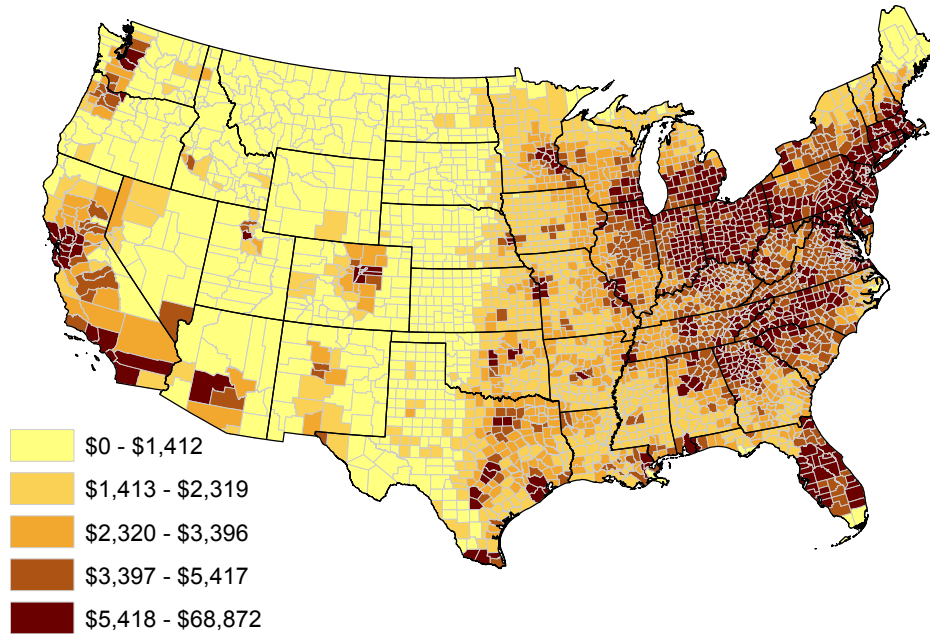 $0 - $1,412
$1,413 - $2,319
$2,320 - $3,396
$3,397 - $5,417
$5,418 - $68,872